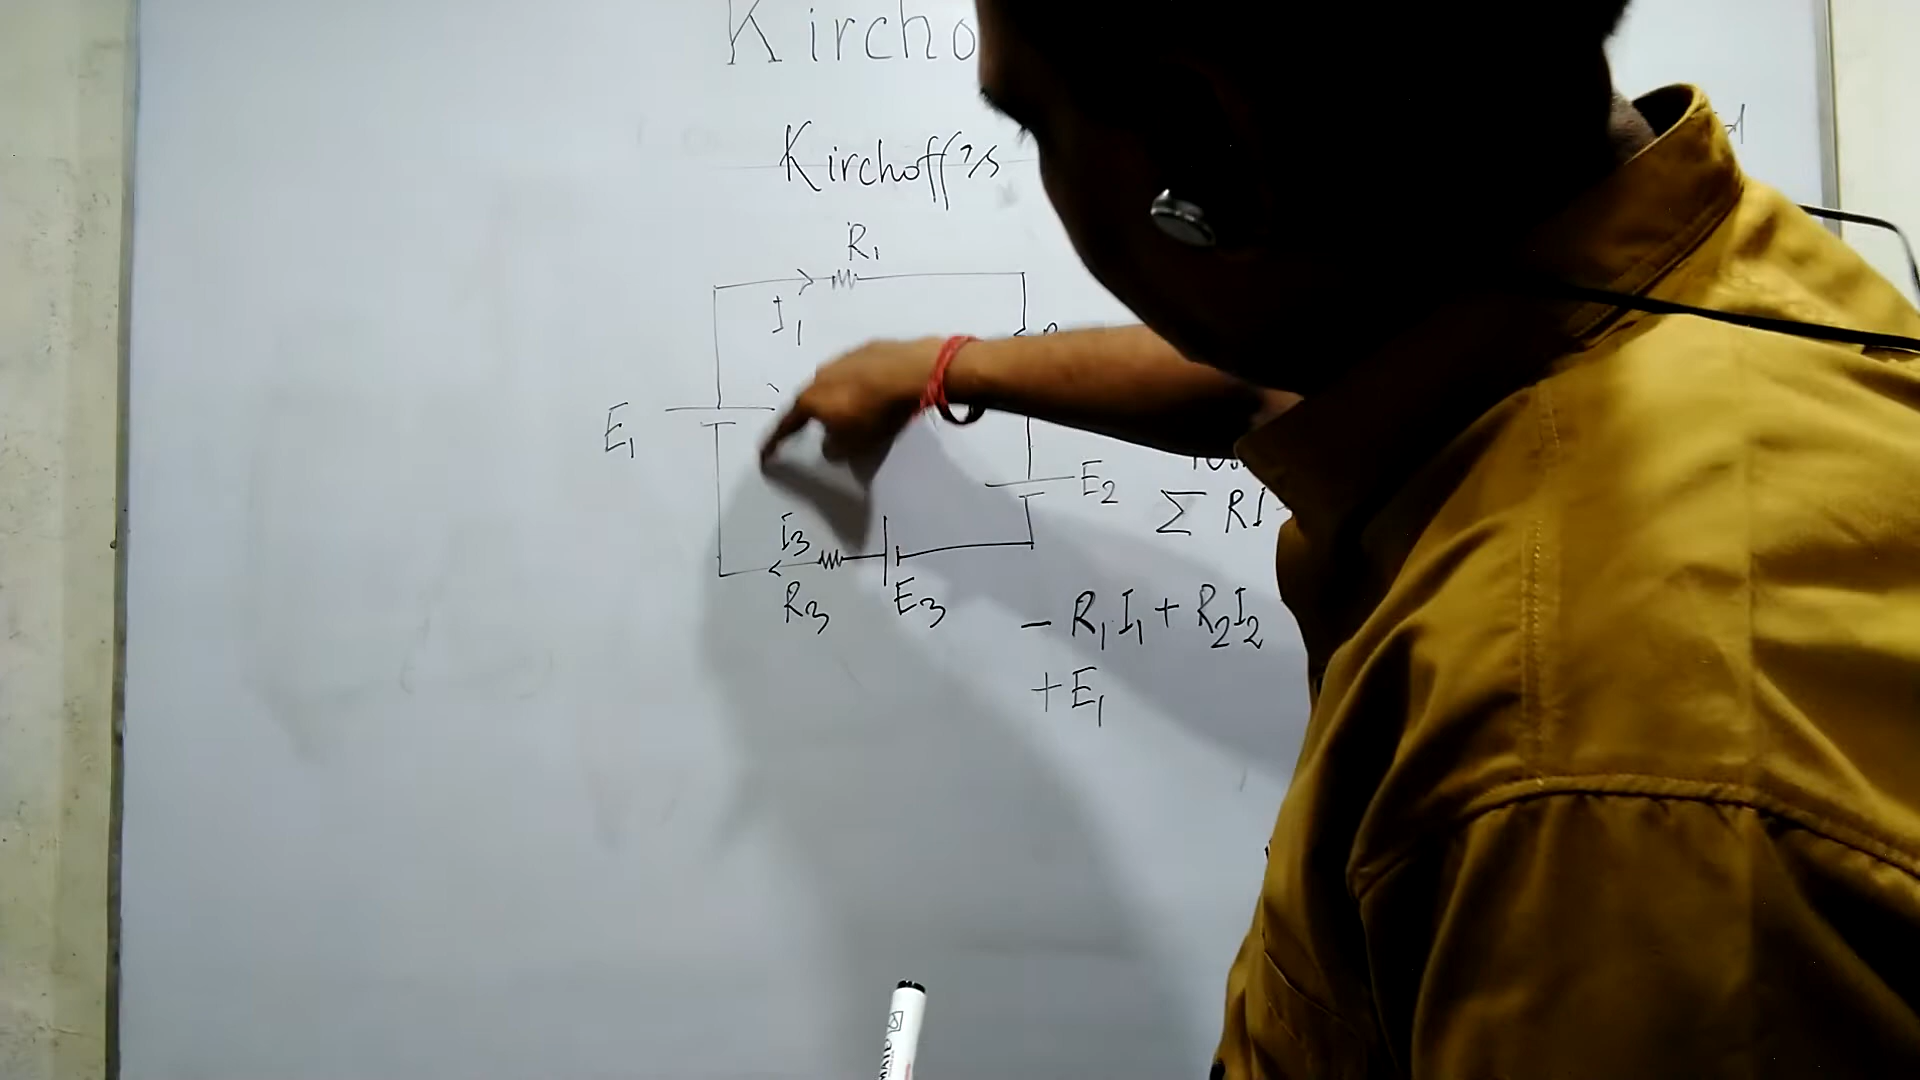 Kircho
Kirchoff's
R1
I1
E1
E2
Σ RI
I3
R3
E3
- R1I1 + R2I2
+ E1